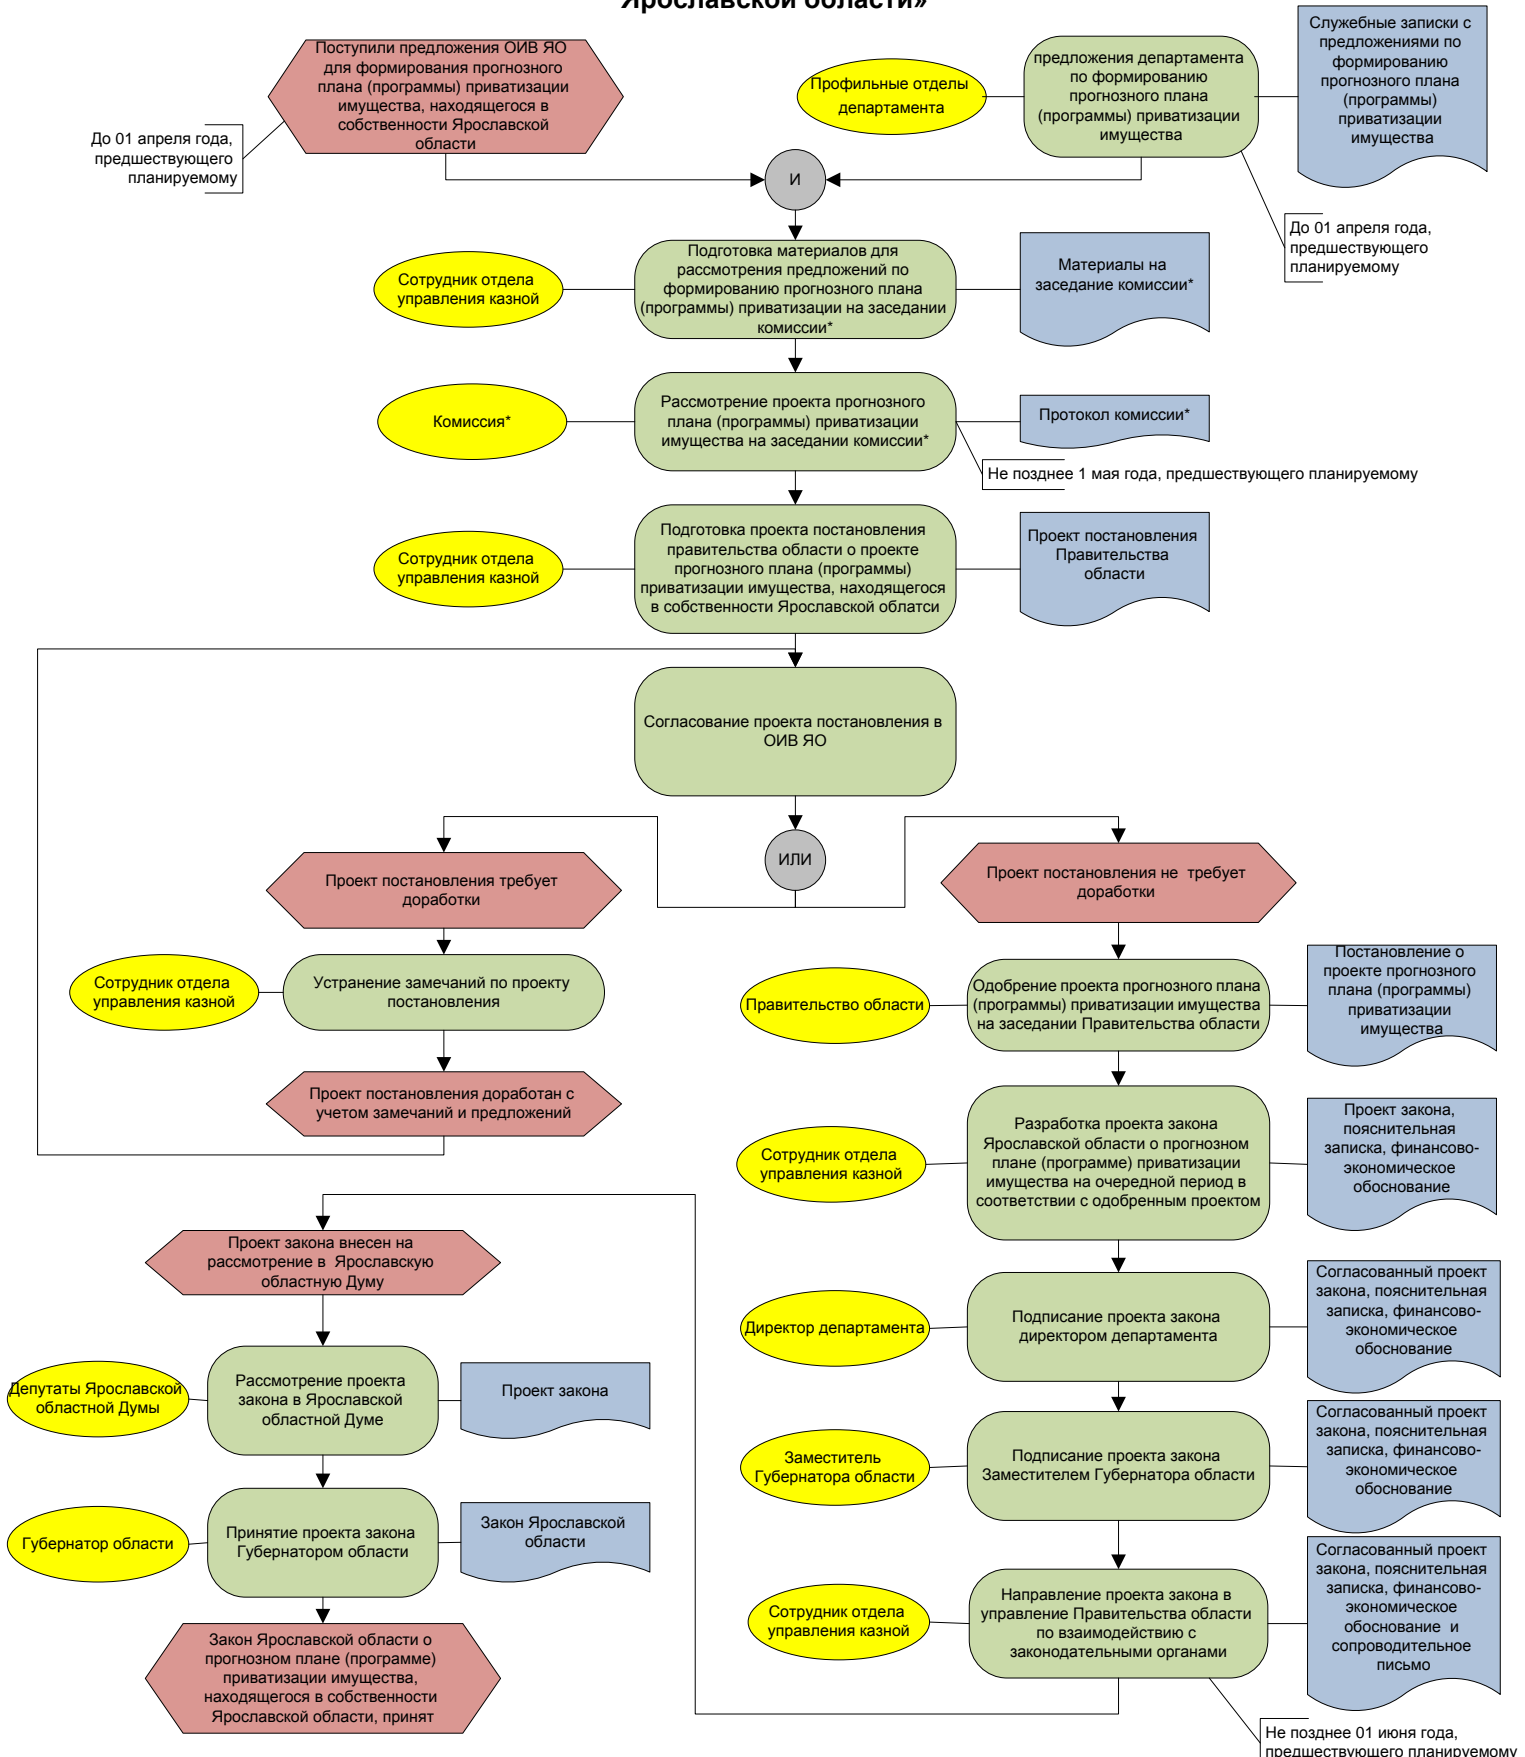 Ярославской области»
Поступили предложения ОИВ ЯО
для формирования прогнозного
плана (программы) приватизации
имущества, находящегося в
собственности Ярославской
области
До 01 апреля года,
предшествующего
планируемому
Профильные отделы
департамента
предложения департамента
по формированию
прогнозного плана
(программы) приватизации
имущества
Служебные записки с
предложениями по
формированию
прогнозного плана
(программы)
приватизации
имущества
До 01 апреля года,
предшествующего
планируемому
И
Сотрудник отдела
управления казной
Подготовка материалов для
рассмотрения предложений по
формированию прогнозного плана
(программы) приватизации на заседании
комиссии*
Материалы на
заседание комиссии*
Комиссия*
Рассмотрение проекта прогнозного
плана (программы) приватизации
имущества на заседании комиссии*
Протокол комиссии*
Не позднее 1 мая года, предшествующего планируемому
Сотрудник отдела
управления казной
Подготовка проекта постановления
правительства области о проекте
прогнозного плана (программы)
приватизации имущества, находящегося
в собственности Ярославской облатси
Проект постановления
Правительства
области
Согласование проекта постановления в
ОИВ ЯО
ИЛИ
Проект постановления требует
доработки
Проект постановления не  требует
доработки
Сотрудник отдела
управления казной
Устранение замечаний по проекту
постановления
Проект постановления доработан с
учетом замечаний и предложений
Правительство области
Одобрение проекта прогнозного плана
(программы) приватизации имущества
на заседании Правительства области
Постановление о
проекте прогнозного
плана (программы)
приватизации
имущества
Сотрудник отдела
управления казной
Разработка проекта закона
Ярославской области о прогнозном
плане (программе) приватизации
имущества на очередной период в
соответствии с одобренным проектом
Проект закона,
пояснительная
записка, финансово-
экономическое
обоснование
Директор департамента
Подписание проекта закона
директором департамента
Согласованный проект
закона, пояснительная
записка, финансово-
экономическое
обоснование
Заместитель
Губернатора области
Подписание проекта закона
Заместителем Губернатора области
Согласованный проект
закона, пояснительная
записка, финансово-
экономическое
обоснование
Сотрудник отдела
управления казной
Направление проекта закона в
управление Правительства области
по взаимодействию с
законодательными органами
Согласованный проект
закона, пояснительная
записка, финансово-
экономическое
обоснование  и
сопроводительное
письмо
Не позднее 01 июня года,
предшествующего планируемому
Проект закона внесен на
рассмотрение в  Ярославскую
областную Думу
Депутаты Ярославской
областной Думы
Рассмотрение проекта
закона в Ярославской
областной Думе
Проект закона
Губернатор области
Принятие проекта закона
Губернатором области
Закон Ярославской
области
Закон Ярославской области о
прогнозном плане (программе)
приватизации имущества,
находящегося в собственности
Ярославской области, принят